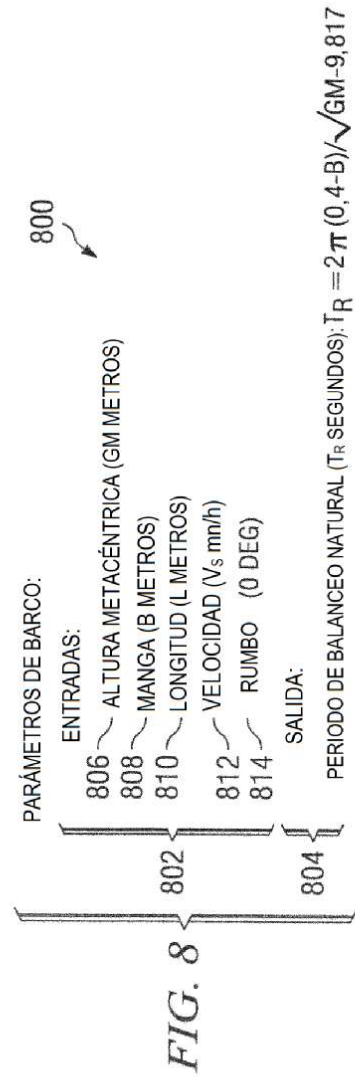 800
PARÁMETROS DE BARCO:
ENTRADAS:
806 ALTURA METACÉNTRICA (GM METROS)
808 MANGA (B METROS)
810 LONGITUD (L METROS)
812 VELOCIDAD (Vs mn/h)
814 RUMBO (0 DEG)
802
SALIDA:
804
PERIODO DE BALANCEO NATURAL (TR SEGUNDOS): TR = 2π (0,4-B)/√GM-9,817
FIG. 8